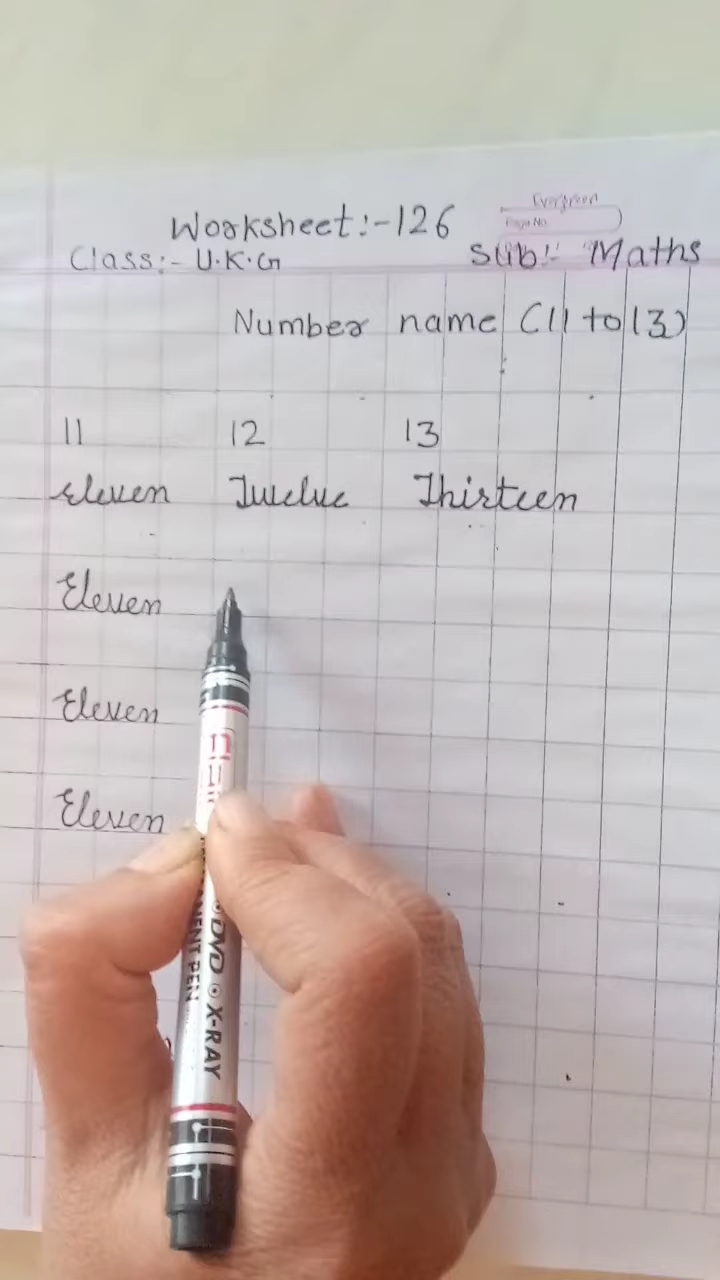 Evergreen
Worksheet:-126
Page No.
Class:- U.K.G
Sub:- Maths
Number name (11 to 13)
11 12 13
Eleven Twelve Thirteen
Eleven
Eleven
Eleven
DVD X-RAY